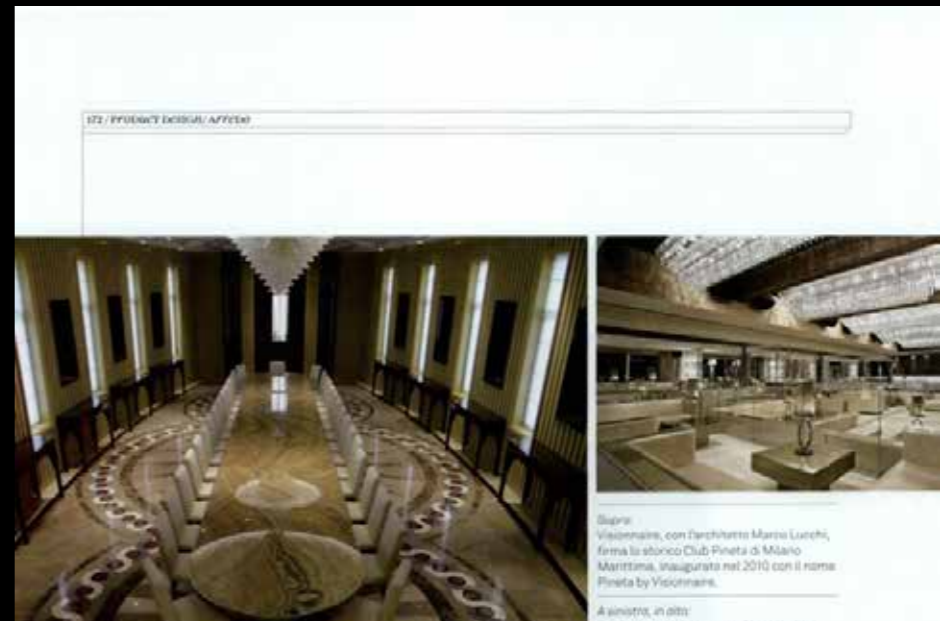 172 / PRODUCT DESIGN / ARREDO
Sopra:
Visionnaire, con l'architetto Marco Lucchi,
firma lo storico Club Pineta di Milano
Marittima, inaugurato nel 2010 con il nome
Pineta by Visionnaire.
A sinistra, in alto: